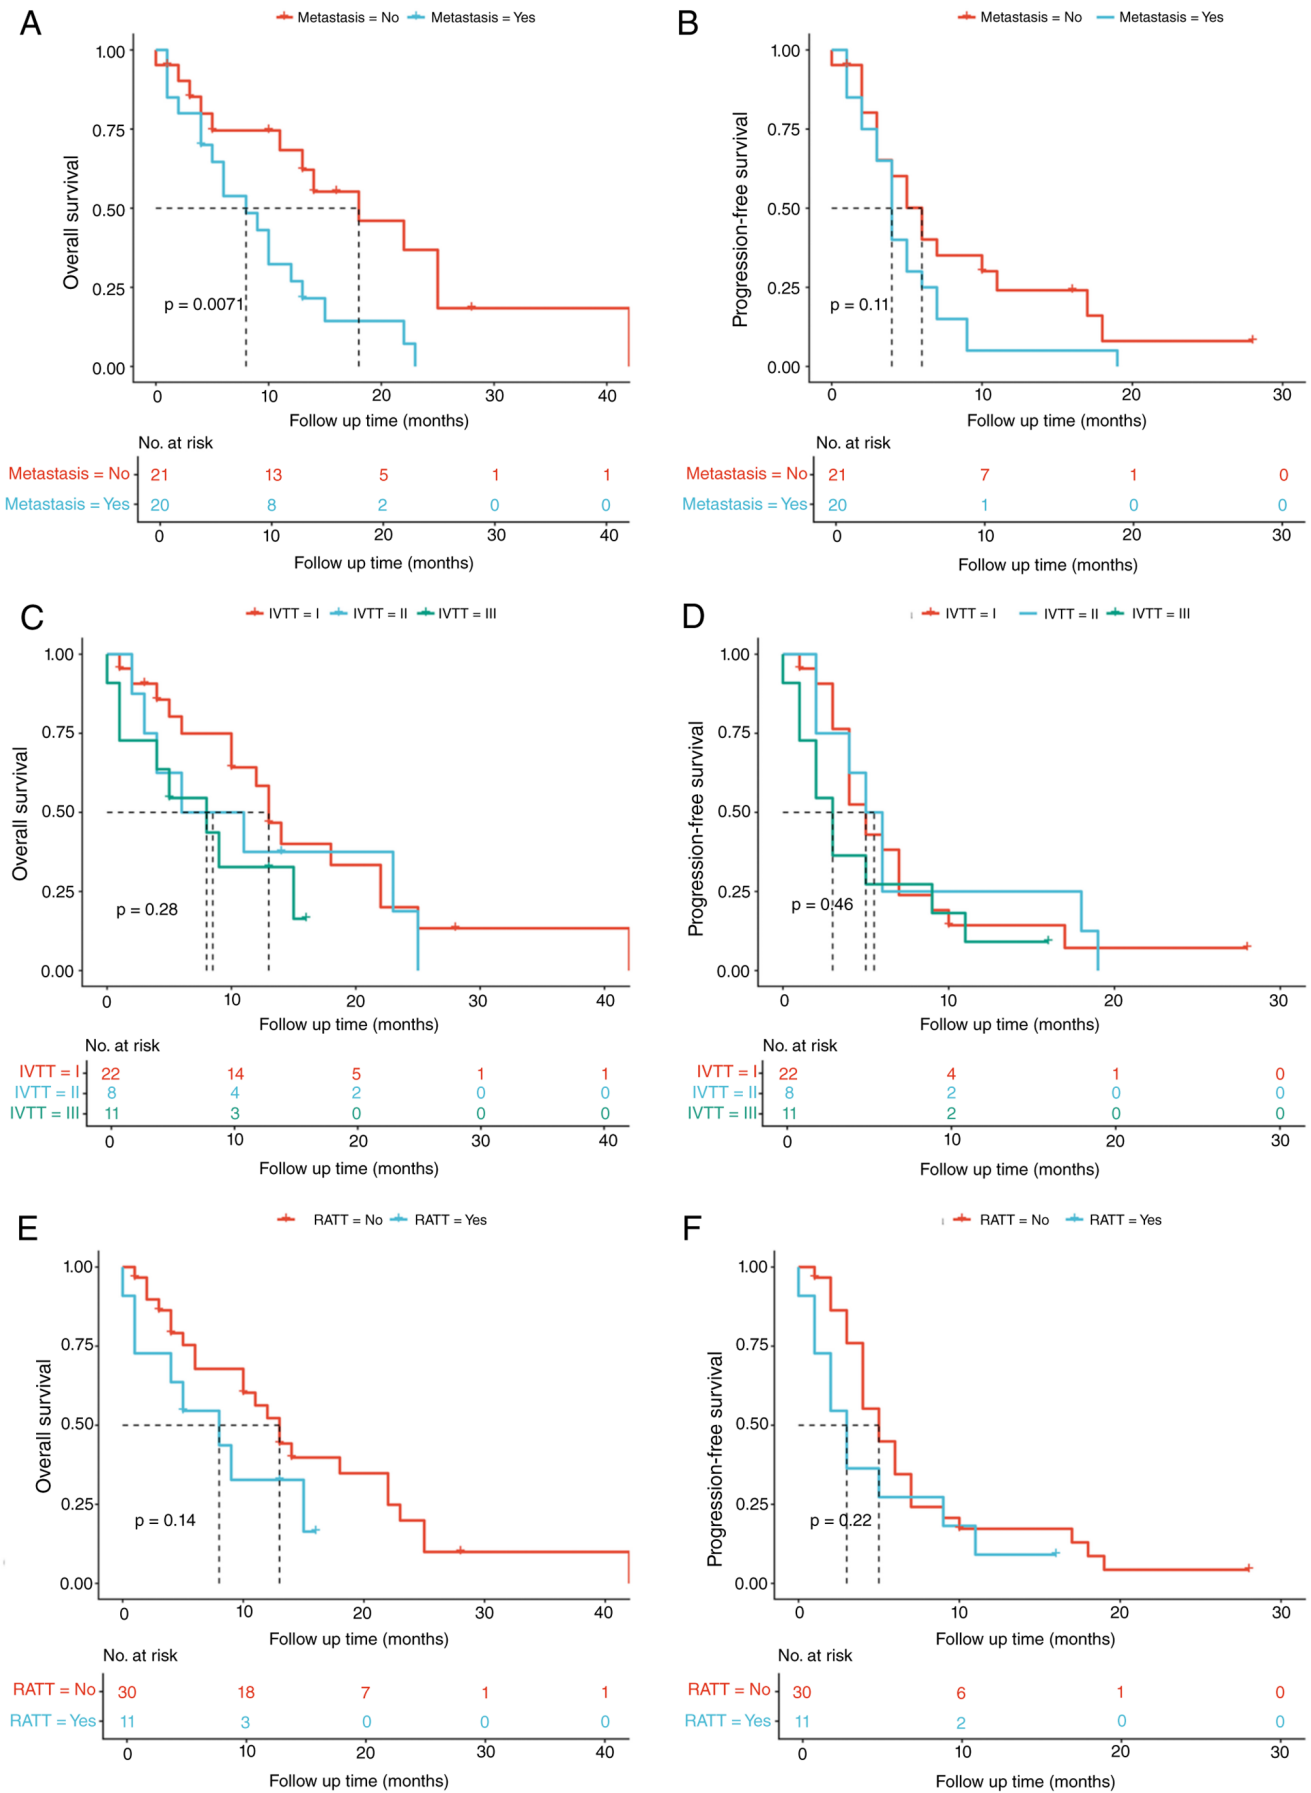 A
Metastasis = No Metastasis = Yes
1.00
0.75
0.50
0.25
0.00
Overall survival
p = 0.0071
0 10 20 30 40
Follow up time (months)
No. at risk
Metastasis = No 21 13 5 1 1
Metastasis = Yes 20 8 2 0 0
0 10 20 30 40
Follow up time (months)
B
Metastasis = No Metastasis = Yes
1.00
0.75
0.50
0.25
0.00
Progression-free survival
p = 0.11
0 10 20 30
Follow up time (months)
No. at risk
Metastasis = No 21 7 1 0
Metastasis = Yes 20 1 0 0
0 10 20 30
Follow up time (months)
C
IVTT = I IVTT = II IVTT = III
1.00
0.75
0.50
0.25
0.00
Overall survival
p = 0.28
0 10 20 30 40
Follow up time (months)
No. at risk
IVTT = I 22 14 5 1 1
IVTT = II 8 4 2 0 0
IVTT = III 11 3 0 0 0
0 10 20 30 40
Follow up time (months)
D
IVTT = I IVTT = II IVTT = III
1.00
0.75
0.50
0.25
0.00
Progression-free survival
p = 0.46
0 10 20 30
Follow up time (months)
No. at risk
IVTT = I 22 4 1 0
IVTT = II 8 2 0 0
IVTT = III 11 2 0 0
0 10 20 30
Follow up time (months)
E
RATT = No RATT = Yes
1.00
0.75
0.50
0.25
0.00
Overall survival
p = 0.14
0 10 20 30 40
Follow up time (months)
No. at risk
RATT = No 30 18 7 1 1
RATT = Yes 11 3 0 0 0
0 10 20 30 40
Follow up time (months)
F
RATT = No RATT = Yes
1.00
0.75
0.50
0.25
0.00
Progression-free survival
p = 0.22
0 10 20 30
Follow up time (months)
No. at risk
RATT = No 30 6 1 0
RATT = Yes 11 2 0 0
0 10 20 30
Follow up time (months)